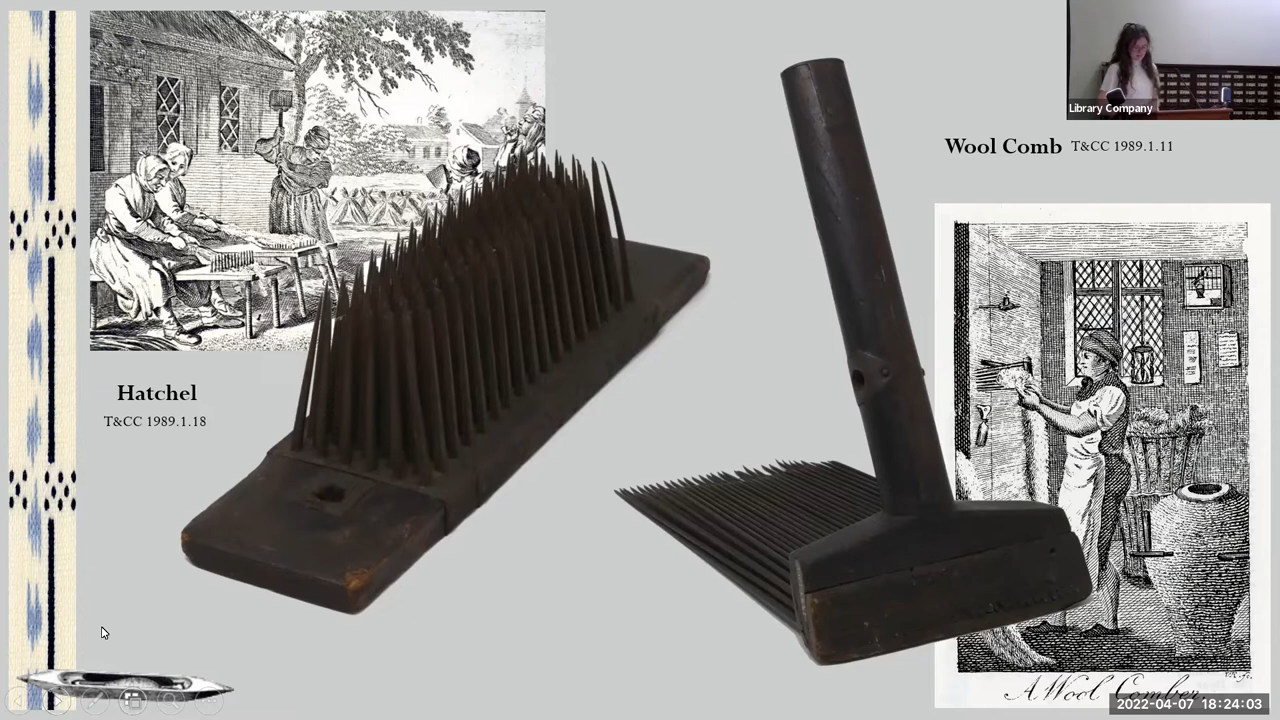 Library Company
Wool Comb T&CC 1989.1.11
Hatchel
T&CC 1989.1.18
A Wool Comber.
2022-04-07 18:24:03